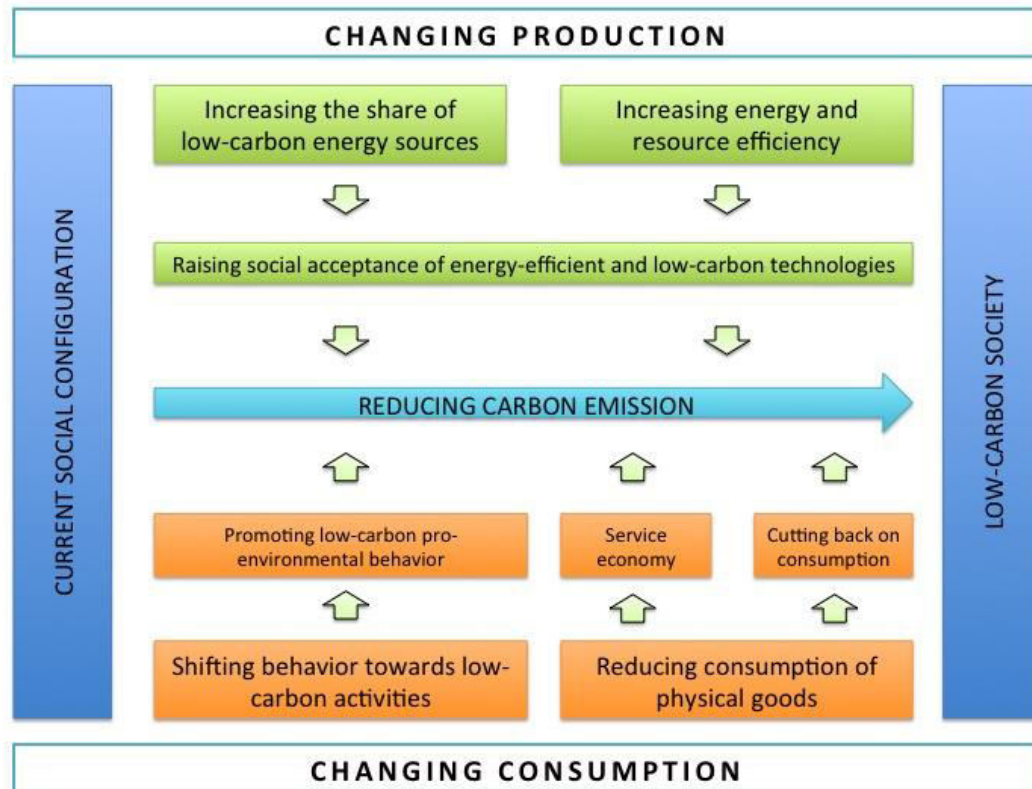 CHANGING PRODUCTION
CURRENT SOCIAL CONFIGURATION
Increasing the share of
low-carbon energy sources
Increasing energy and
resource efficiency
Raising social acceptance of energy-efficient and low-carbon technologies
REDUCING CARBON EMISSION
Promoting low-carbon pro-
environmental behavior
Service
economy
Cutting back on
consumption
Shifting behavior towards low-
carbon activities
Reducing consumption of
physical goods
LOW-CARBON SOCIETY
CHANGING CONSUMPTION